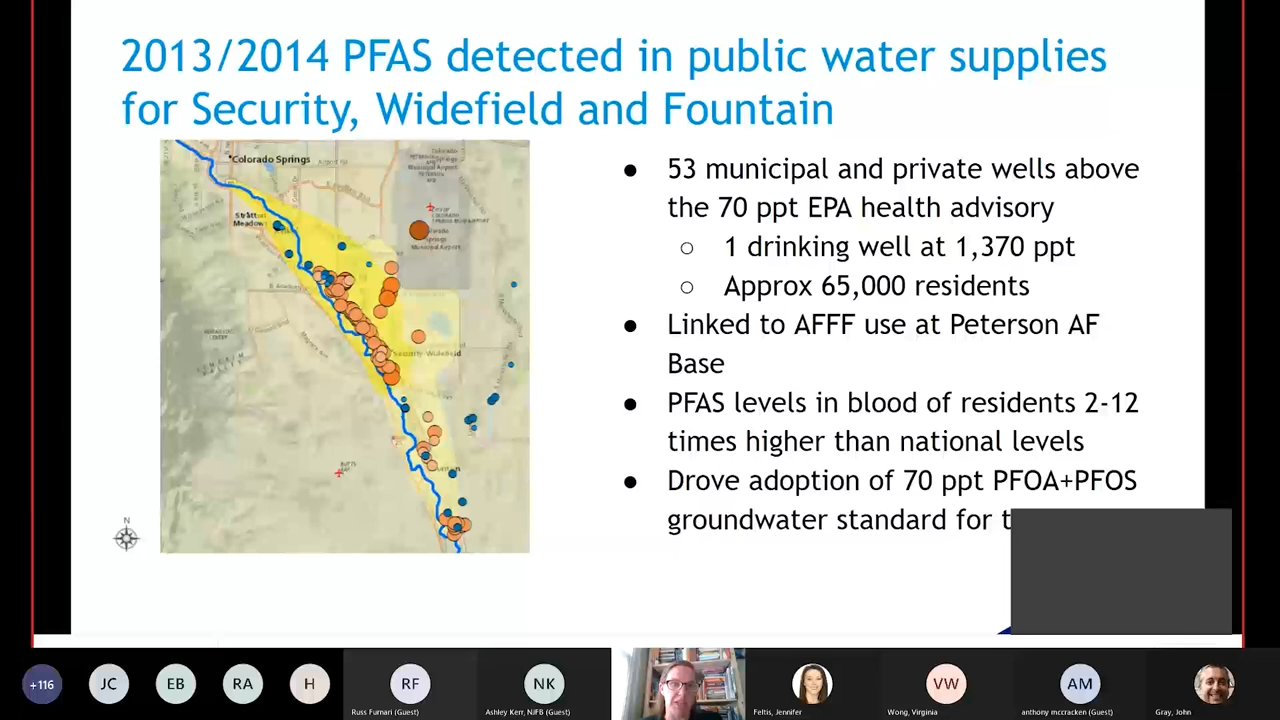 2013/2014 PFAS detected in public water supplies
for Security, Widefield and Fountain
Colorado Springs
Stratton
Meadow
Security-Widefield
N
● 53 municipal and private wells above
the 70 ppt EPA health advisory
○ 1 drinking well at 1,370 ppt
○ Approx 65,000 residents
● Linked to AFFF use at Peterson AF
Base
● PFAS levels in blood of residents 2-12
times higher than national levels
● Drove adoption of 70 ppt PFOA+PFOS
groundwater standard for t
+116
JC
EB
RA
H
RF
Russ Furnari (Guest)
NK
Ashley Kerr, NJFB (Guest)
Feltis, Jennifer
VW
Wong, Virginia
AM
anthony mccracken (Guest)
Gray, John